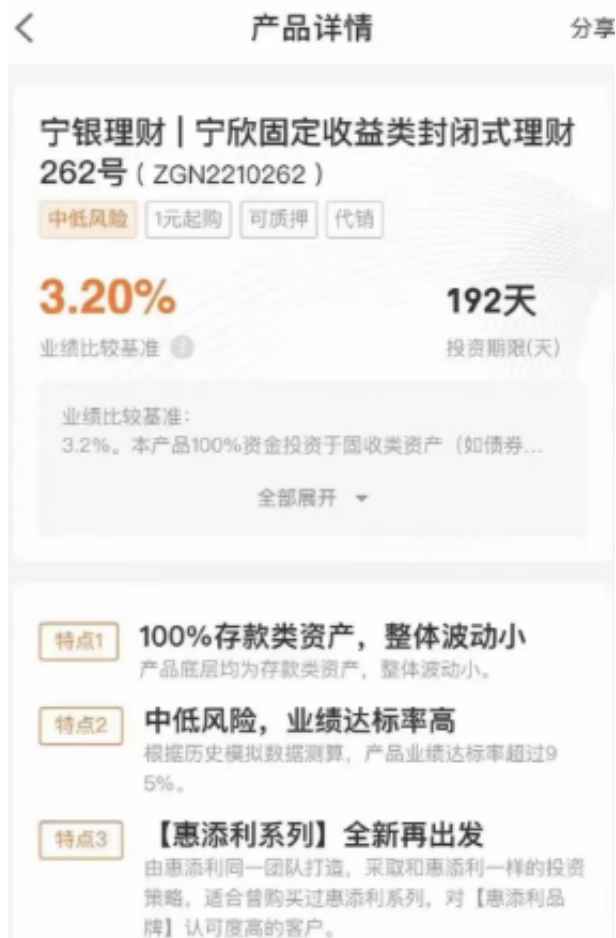 产品详情
分享
宁银理财 | 宁欣固定收益类封闭式理财
262号 ( ZGN2210262 )
中低风险 1元起购 可质押 代销
3.20% 192天
业绩比较基准 投资期限(天)
业绩比较基准：
3.2%。本产品100%资金投资于固收类资产（如债券...
全部展开
特点1 100%存款类资产，整体波动小
产品底层均为存款类资产，整体波动小。
特点2 中低风险，业绩达标率高
根据历史模拟数据测算，产品业绩达标率超过9
5%。
特点3 【惠添利系列】全新再出发
由惠添利同一团队打造，采取和惠添利一样的投资
策略，适合曾购买过惠添利系列，对【惠添利品
牌】认可度高的客户。